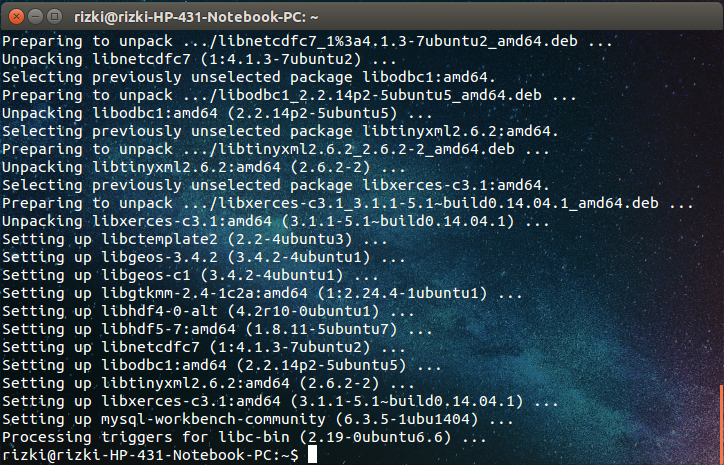 rizki@rizki-HP-431-Notebook-PC: ~
Preparing to unpack .../libnetcdfc7_1%3a4.1.3-7ubuntu2_amd64.deb ...
Unpacking libnetcdfc7 (1:4.1.3-7ubuntu2) ...
Selecting previously unselected package libodbc1:amd64.
Preparing to unpack .../libodbc1_2.2.14p2-5ubuntu5_amd64.deb ...
Unpacking libodbc1:amd64 (2.2.14p2-5ubuntu5) ...
Selecting previously unselected package libtinyxml2.6.2:amd64.
Preparing to unpack .../libtinyxml2.6.2_2.6.2-2_amd64.deb ...
Unpacking libtinyxml2.6.2:amd64 (2.6.2-2) ...
Selecting previously unselected package libxerces-c3.1:amd64.
Preparing to unpack .../libxerces-c3.1_3.1.1-5.1~build0.14.04.1_amd64.deb ...
Unpacking libxerces-c3.1:amd64 (3.1.1-5.1~build0.14.04.1) ...
Setting up libctemplate2 (2.2-4ubuntu3) ...
Setting up libgeos-3.4.2 (3.4.2-4ubuntu1) ...
Setting up libgeos-c1 (3.4.2-4ubuntu1) ...
Setting up libgtkmm-2.4-1c2a:amd64 (1:2.24.4-1ubuntu1) ...
Setting up libhdf4-0-alt (4.2r10-0ubuntu1) ...
Setting up libhdf5-7:amd64 (1.8.11-5ubuntu7) ...
Setting up libnetcdfc7 (1:4.1.3-7ubuntu2) ...
Setting up libodbc1:amd64 (2.2.14p2-5ubuntu5) ...
Setting up libtinyxml2.6.2:amd64 (2.6.2-2) ...
Setting up libxerces-c3.1:amd64 (3.1.1-5.1~build0.14.04.1) ...
Setting up mysql-workbench-community (6.3.5-1ubu1404) ...
Processing triggers for libc-bin (2.19-0ubuntu6.6) ...
rizki@rizki-HP-431-Notebook-PC:~$